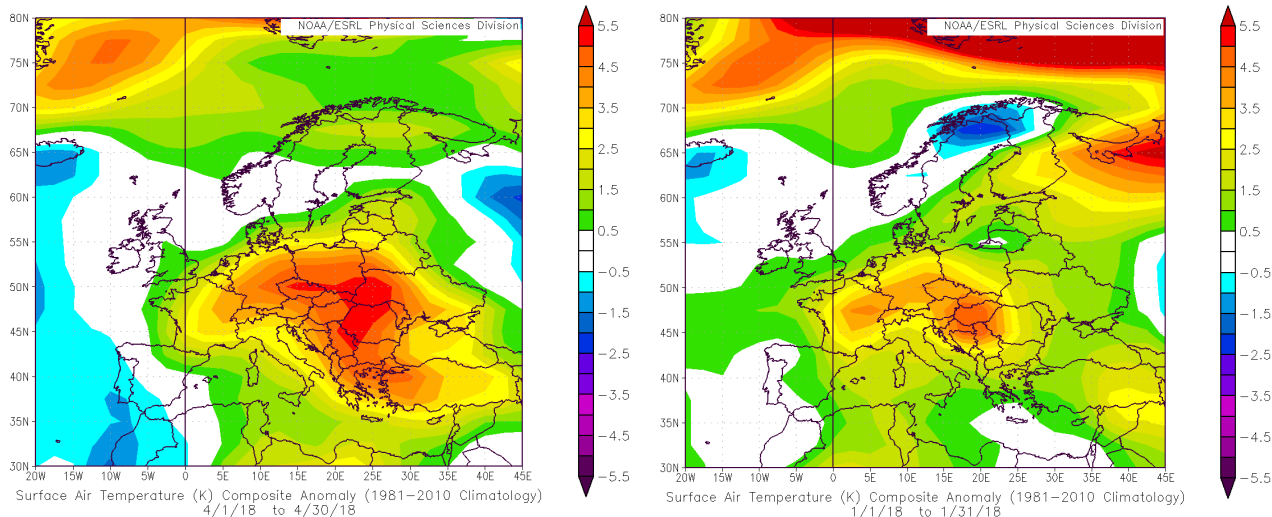 NOAA/ESRL Physical Sciences Division
80N
75N
70N
65N
60N
55N
50N
45N
40N
35N
30N
20W 15W 10W 5W 0 5E 10E 15E 20E 25E 30E 35E 40E 45E
5.5
4.5
3.5
2.5
1.5
0.5
−0.5
−1.5
−2.5
−3.5
−4.5
−5.5
Surface Air Temperature (K) Composite Anomaly (1981−2010 Climatology)
4/1/18 to 4/30/18
NOAA/ESRL Physical Sciences Division
80N
75N
70N
65N
60N
55N
50N
45N
40N
35N
30N
20W 15W 10W 5W 0 5E 10E 15E 20E 25E 30E 35E 40E 45E
5.5
4.5
3.5
2.5
1.5
0.5
−0.5
−1.5
−2.5
−3.5
−4.5
−5.5
Surface Air Temperature (K) Composite Anomaly (1981−2010 Climatology)
1/1/18 to 1/31/18